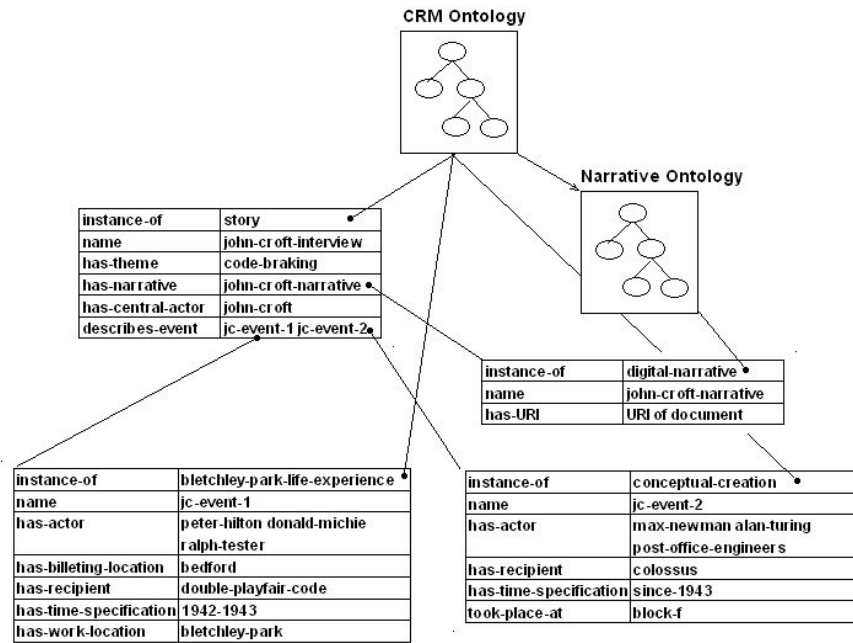 CRM Ontology
Narrative Ontology
instance-of story
name john-croft-interview
has-theme code-braking
has-narrative john-croft-narrative
has-central-actor john-croft
describes-event jc-event-1 jc-event-2
instance-of digital-narrative
name john-croft-narrative
has-URI URI of document
instance-of bletchley-park-life-experience
name jc-event-1
has-actor peter-hilton donald-michie
ralph-tester
has-billeting-location bedford
has-recipient double-playfair-code
has-time-specification 1942-1943
has-work-location bletchley-park
instance-of conceptual-creation
name jc-event-2
has-actor max-newman alan-turing
post-office-engineers
has-recipient colossus
has-time-specification since-1943
took-place-at block-f